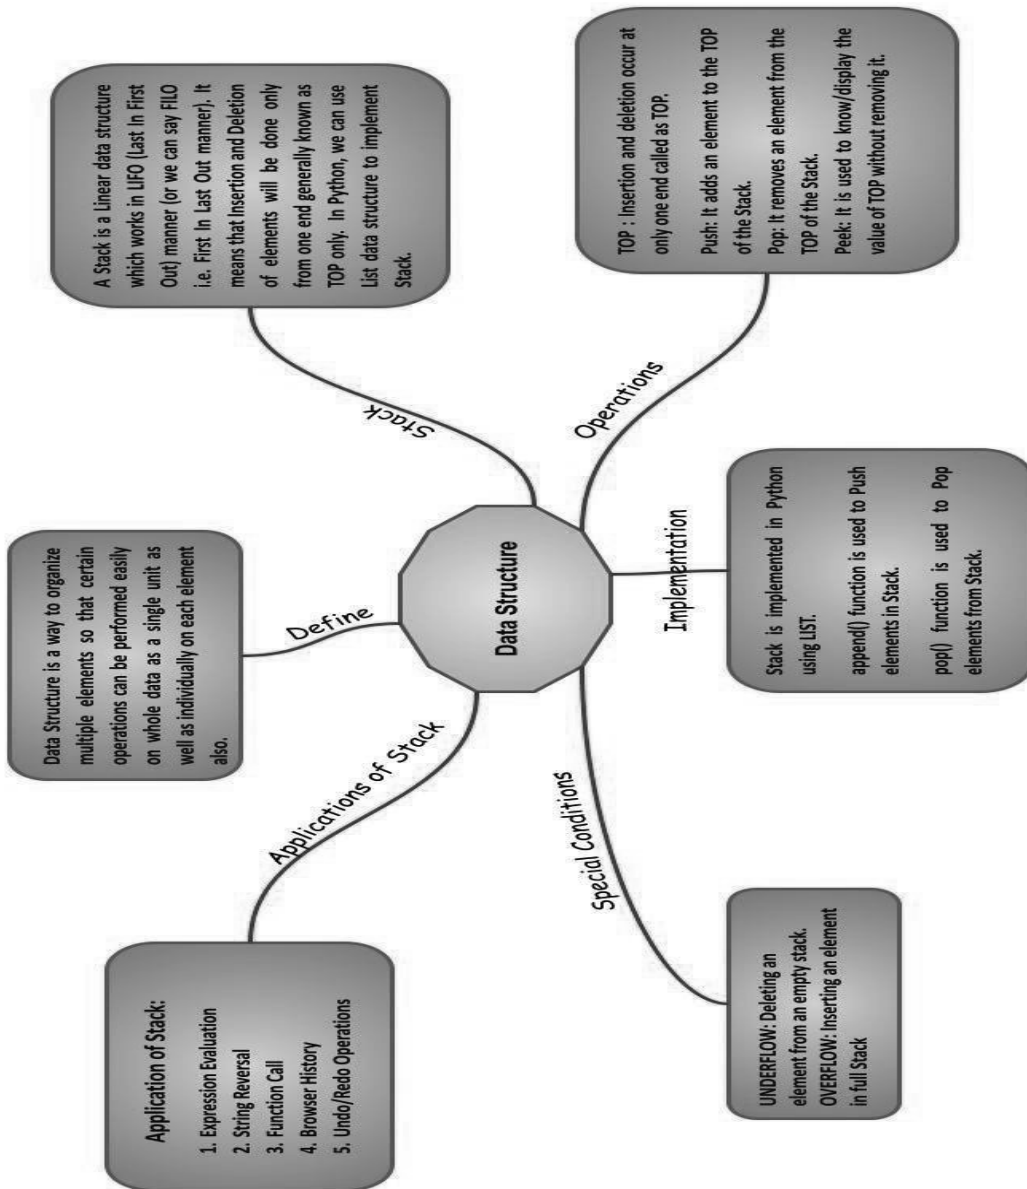 Data Structure
Define
Data Structure is a way to organize
multiple elements so that certain
operations can be performed easily
on whole data as a single unit as
well as individually on each element
also.
Stack
A Stack is a Linear data structure
which works in LIFO (Last In First
Out) manner (or we can say FILO
i.e. First In Last Out manner). It
means that Insertion and Deletion
of elements will be done only
from one end generally known as
TOP only. In Python, we can use
List data structure to implement
Stack.
Operations
TOP : Insertion and deletion occur at
only one end called as TOP.
Push: It adds an element to the TOP
of the Stack.
Pop: It removes an element from the
TOP of the Stack.
Peek: It is used to know/display the
value of TOP without removing it.
Implementation
Stack is implemented in Python
using LIST.
append() function is used to Push
elements in Stack.
pop() function is used to Pop
elements from Stack.
Special Conditions
UNDERFLOW: Deleting an
element from an empty stack.
OVERFLOW: Inserting an element
in full Stack
Applications of Stack
Application of Stack:
1. Expression Evaluation
2. String Reversal
3. Function Call
4. Browser History
5. Undo/Redo Operations